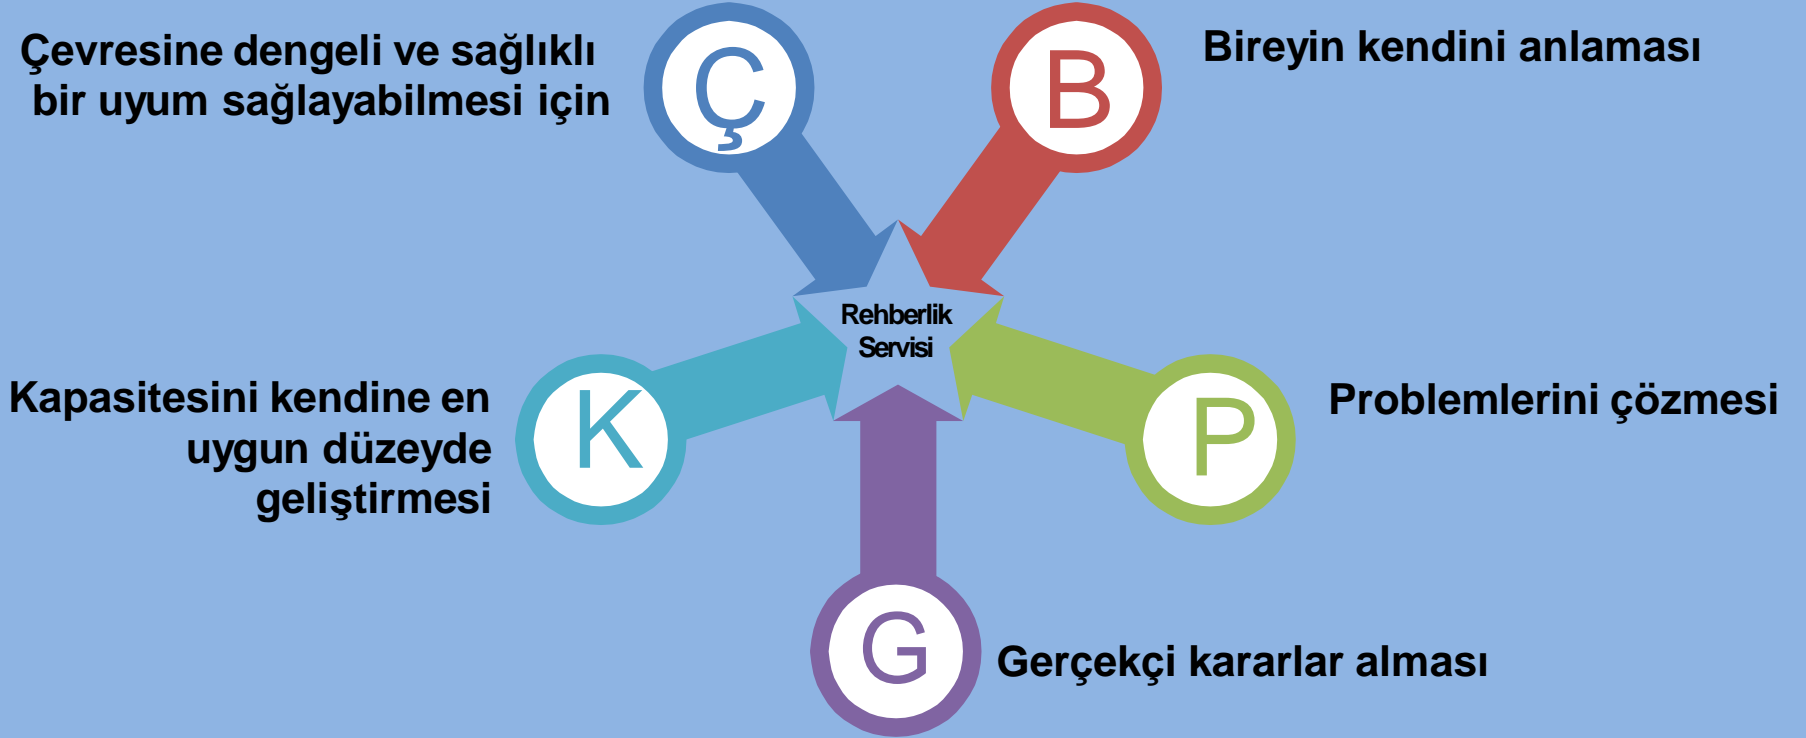 Çevresine dengeli ve sağlıklı
bir uyum sağlayabilmesi için
Ç
B
Bireyin kendini anlaması
Rehberlik
Servisi
Kapasitesini kendine en
uygun düzeyde
geliştirmesi
K
P
Problemlerini çözmesi
G
Gerçekçi kararlar alması